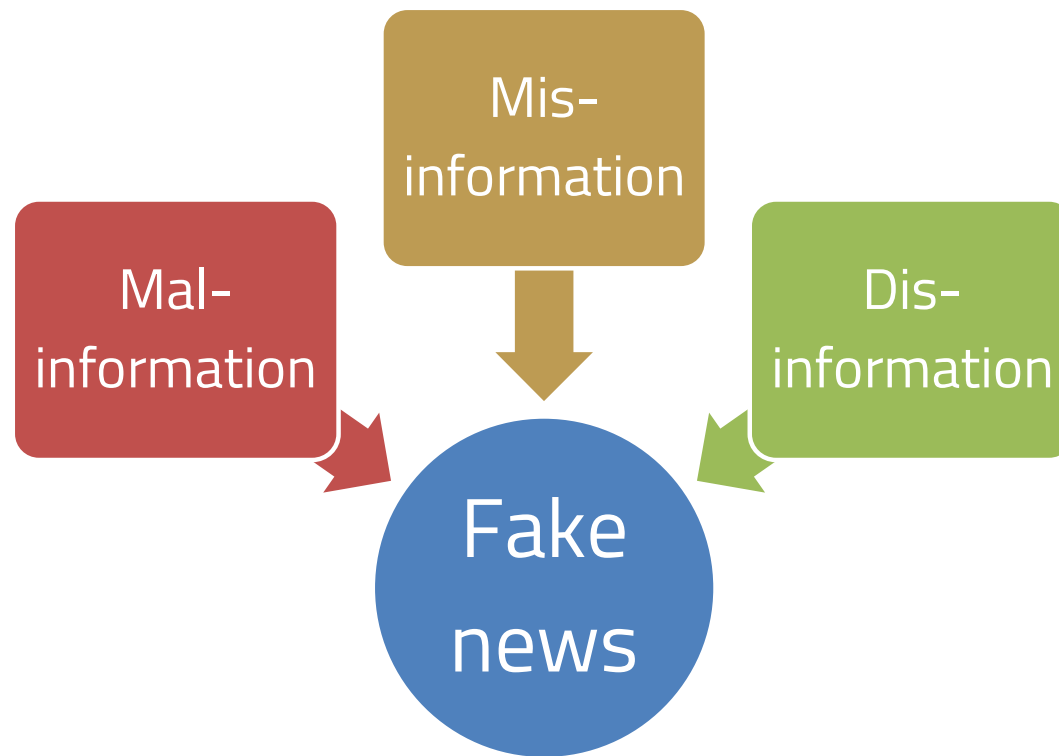 Mis-
information
Mal-
information
Dis-
information
Fake
news